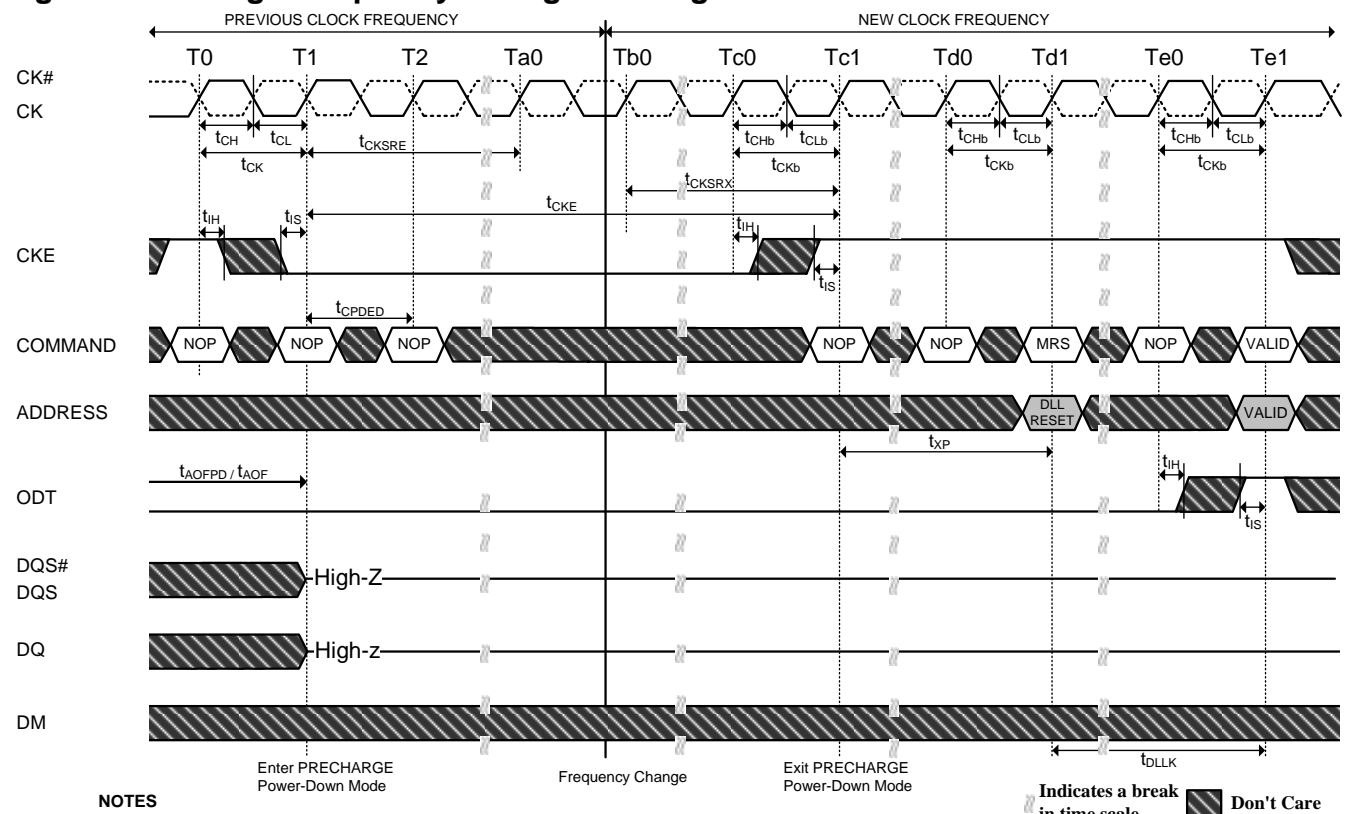 PREVIOUS CLOCK FREQUENCY NEW CLOCK FREQUENCY
T0 T1 T2 Ta0 Tb0 Tc0 Tc1 Td0 Td1 Te0 Te1
CK#
CK
tCH tCL tCHb tCLb tCHb tCLb tCHb tCLb
tCK tCKSRE tCKb tCKb tCKb
tCKSRX
tCKE
tIH tIS tIH
CKE
tIS
tCPDED
COMMAND NOP NOP NOP NOP NOP MRS NOP VALID
ADDRESS DLL RESET VALID
tXP
tAOFPD / tAOF tIH
ODT
tIS
DQS#
DQS
High-Z
DQ High-z
DM
tDLLK
Enter PRECHARGE
Power-Down Mode
Frequency Change
Exit PRECHARGE
Power-Down Mode
NOTES
Indicates a break
in time scale
Don't Care